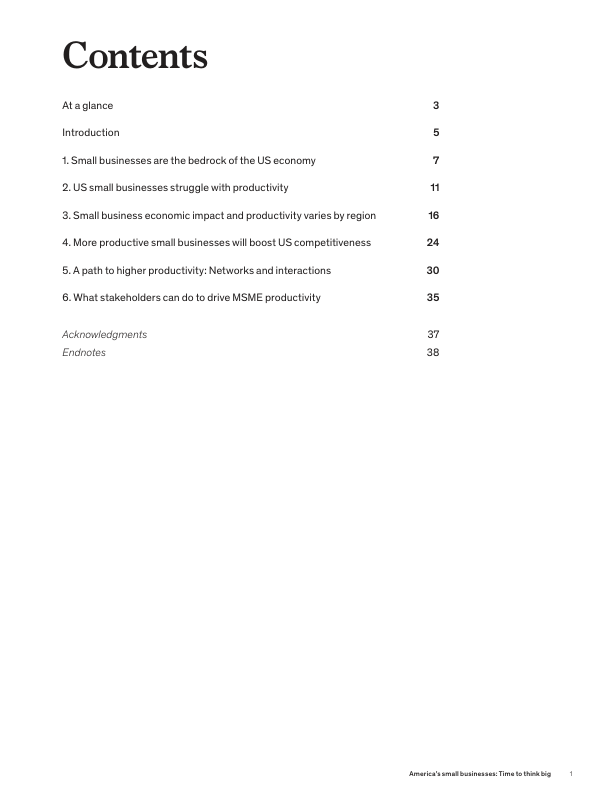 Contents
At a glance 3
Introduction 5
1. Small businesses are the bedrock of the US economy 7
2. US small businesses struggle with productivity 11
3. Small business economic impact and productivity varies by region 16
4. More productive small businesses will boost US competitiveness 24
5. A path to higher productivity: Networks and interactions 30
6. What stakeholders can do to drive MSME productivity 35
Acknowledgments 37
Endnotes 38
America's small businesses: Time to think big 1